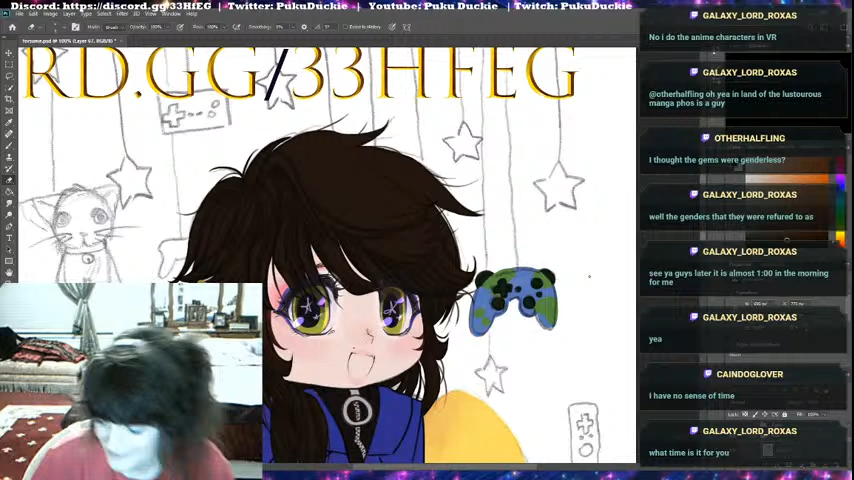 Discord: discord.gg/33HfEG | Twitter: PukuDuckie | Youtube: Puku Duckie | Twitch: PukuDuckie
RD.GG/33HFEG
GALAXY_LORD_ROXAS
No i do the anime characters in VR
GALAXY_LORD_ROXAS
@otherhalfling oh yea in land of the lustourous
manga phos is a guy
OTHERHALFLING
I thought the gems were genderless?
GALAXY_LORD_ROXAS
well the genders that they were refured to as
GALAXY_LORD_ROXAS
see ya guys later it is almost 1:00 in the morning
for me
GALAXY_LORD_ROXAS
yea
CAINDOGLOVER
I have no sense of time
GALAXY_LORD_ROXAS
what time is it for you